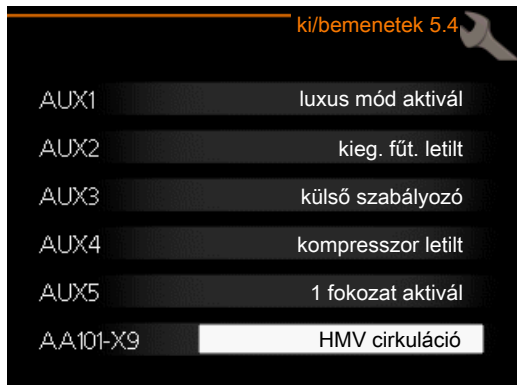 ki/bemenetek 5.4
AUX1 luxus mód aktivál
AUX2 kieg. fűt. letilt
AUX3 külső szabályozó
AUX4 kompresszor letilt
AUX5 1 fokozat aktivál
AA101-X9 HMV cirkuláció